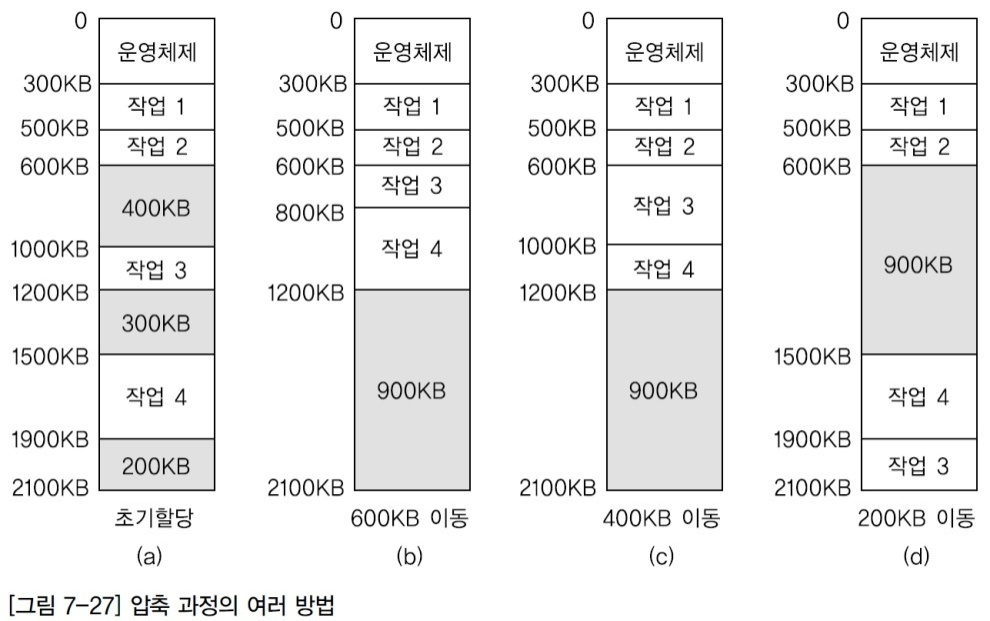 0
운영체제
300KB
작업 1
500KB
작업 2
600KB
400KB
1000KB
작업 3
1200KB
300KB
1500KB
작업 4
1900KB
200KB
2100KB
초기할당
(a)
0
운영체제
300KB
작업 1
500KB
작업 2
600KB
작업 3
800KB
작업 4
1200KB
900KB
2100KB
600KB 이동
(b)
0
운영체제
300KB
작업 1
500KB
작업 2
600KB
작업 3
1000KB
작업 4
1200KB
900KB
2100KB
400KB 이동
(c)
0
운영체제
300KB
작업 1
500KB
작업 2
600KB
900KB
1500KB
작업 4
1900KB
작업 3
2100KB
200KB 이동
(d)
[그림 7-27] 압축 과정의 여러 방법